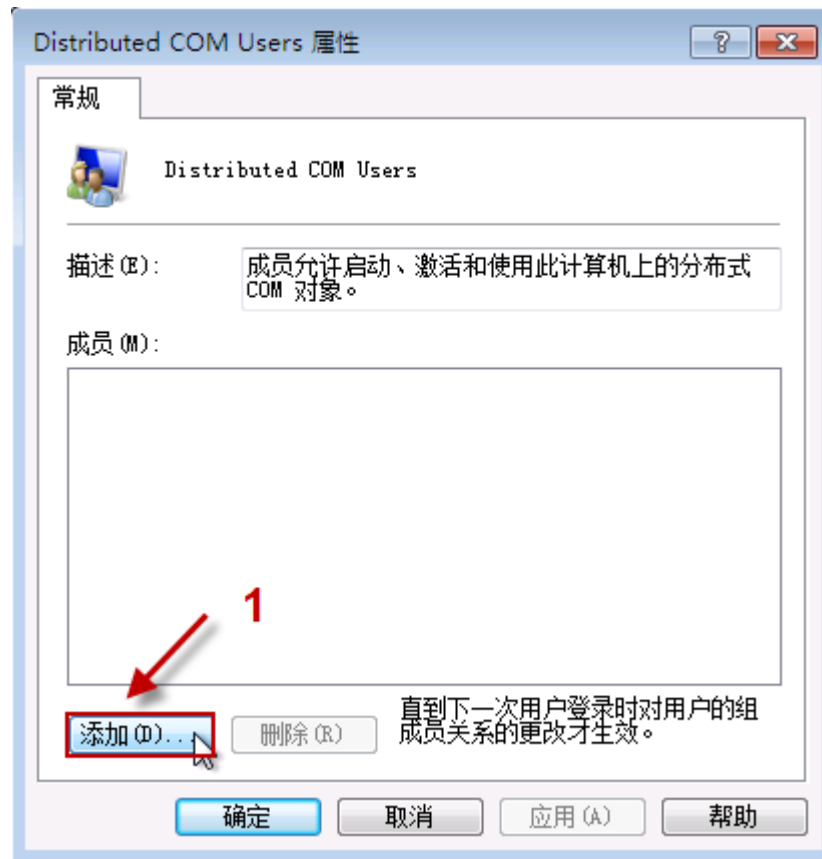 Distributed COM Users 属性
常规
Distributed COM Users
描述(E):
成员允许启动、激活和使用此计算机上的分布式
COM 对象。
成员(M):
1
添加(D)...
删除(R)
直到下一次用户登录时对用户的组
成员关系的更改才生效。
确定
取消
应用(A)
帮助